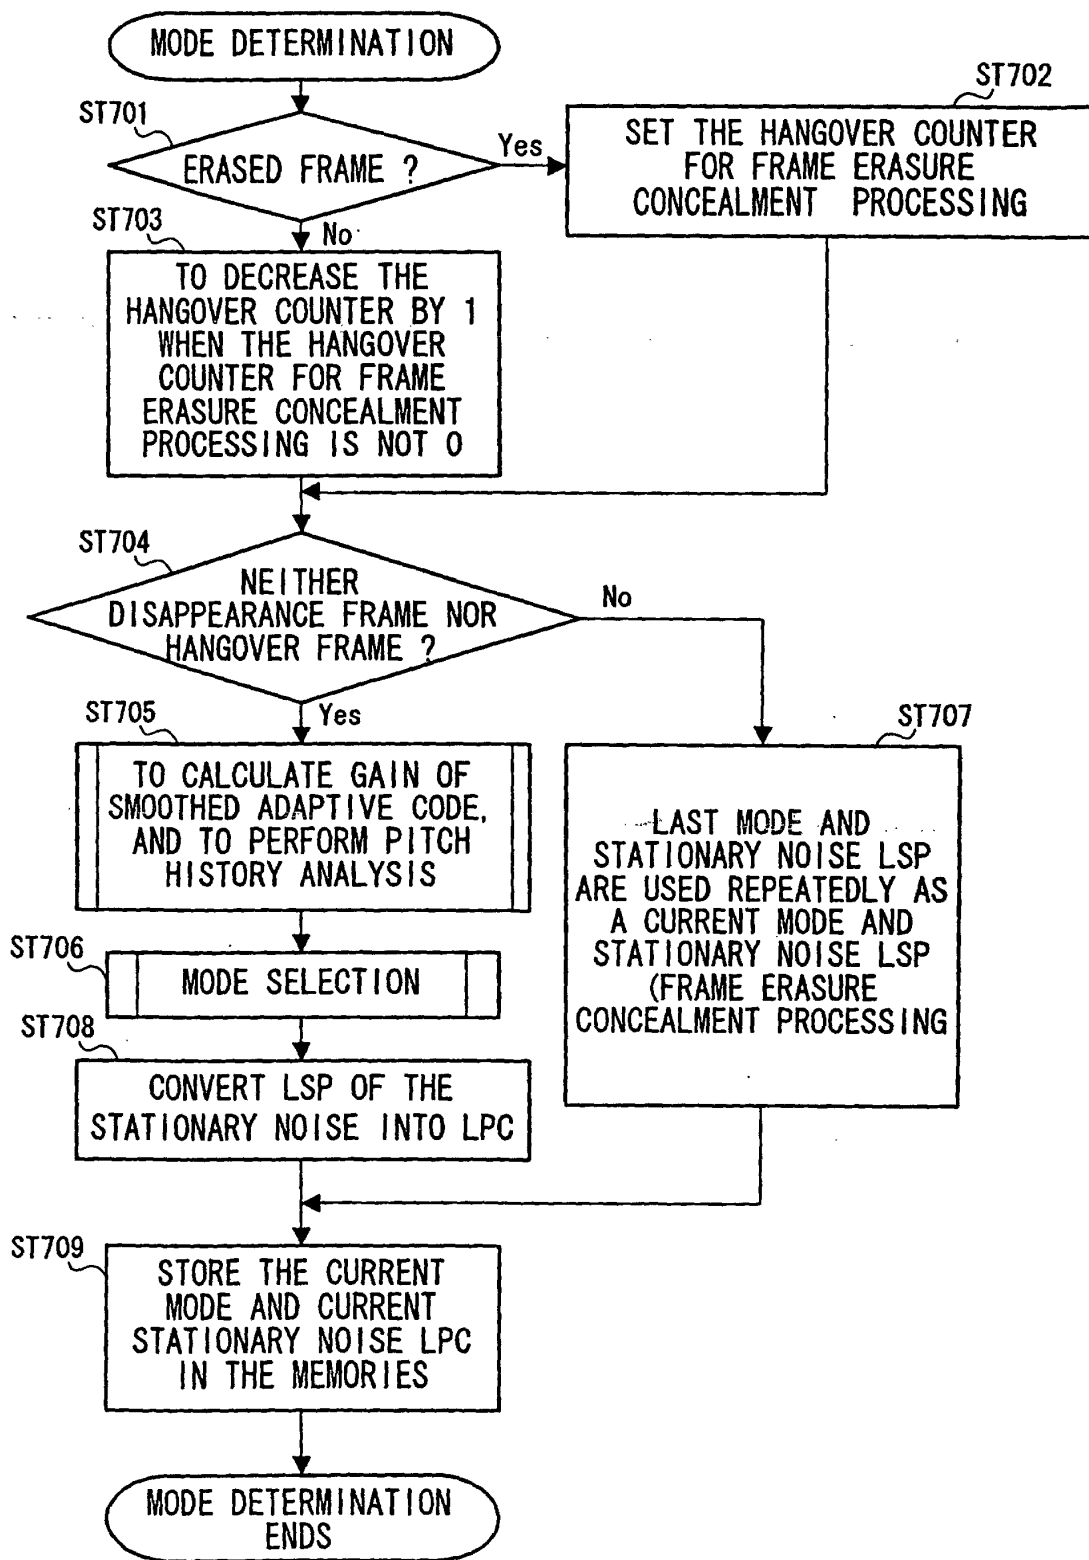 MODE DETERMINATION
ST701
ERASED FRAME ?
Yes
ST702
SET THE HANGOVER COUNTER
FOR FRAME ERASURE
CONCEALMENT PROCESSING
No
ST703
TO DECREASE THE
HANGOVER COUNTER BY 1
WHEN THE HANGOVER
COUNTER FOR FRAME
ERASURE CONCEALMENT
PROCESSING IS NOT 0
ST704
NEITHER
DISAPPEARANCE FRAME NOR
HANGOVER FRAME ?
No
Yes
ST705
TO CALCULATE GAIN OF
SMOOTHED ADAPTIVE CODE,
AND TO PERFORM PITCH
HISTORY ANALYSIS
ST706
MODE SELECTION
ST707
LAST MODE AND
STATIONARY NOISE LSP
ARE USED REPEATEDLY AS
A CURRENT MODE AND
STATIONARY NOISE LSP
(FRAME ERASURE
CONCEALMENT PROCESSING
ST708
CONVERT LSP OF THE
STATIONARY NOISE INTO LPC
ST709
STORE THE CURRENT
MODE AND CURRENT
STATIONARY NOISE LPC
IN THE MEMORIES
MODE DETERMINATION
ENDS